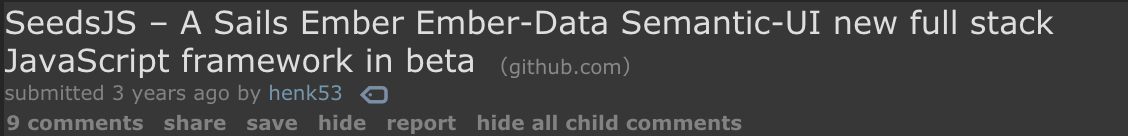 SeedsJS – A Sails Ember Ember-Data Semantic-UI new full stack
JavaScript framework in beta (github.com)
submitted 3 years ago by henk53
9 comments share save hide report hide all child comments